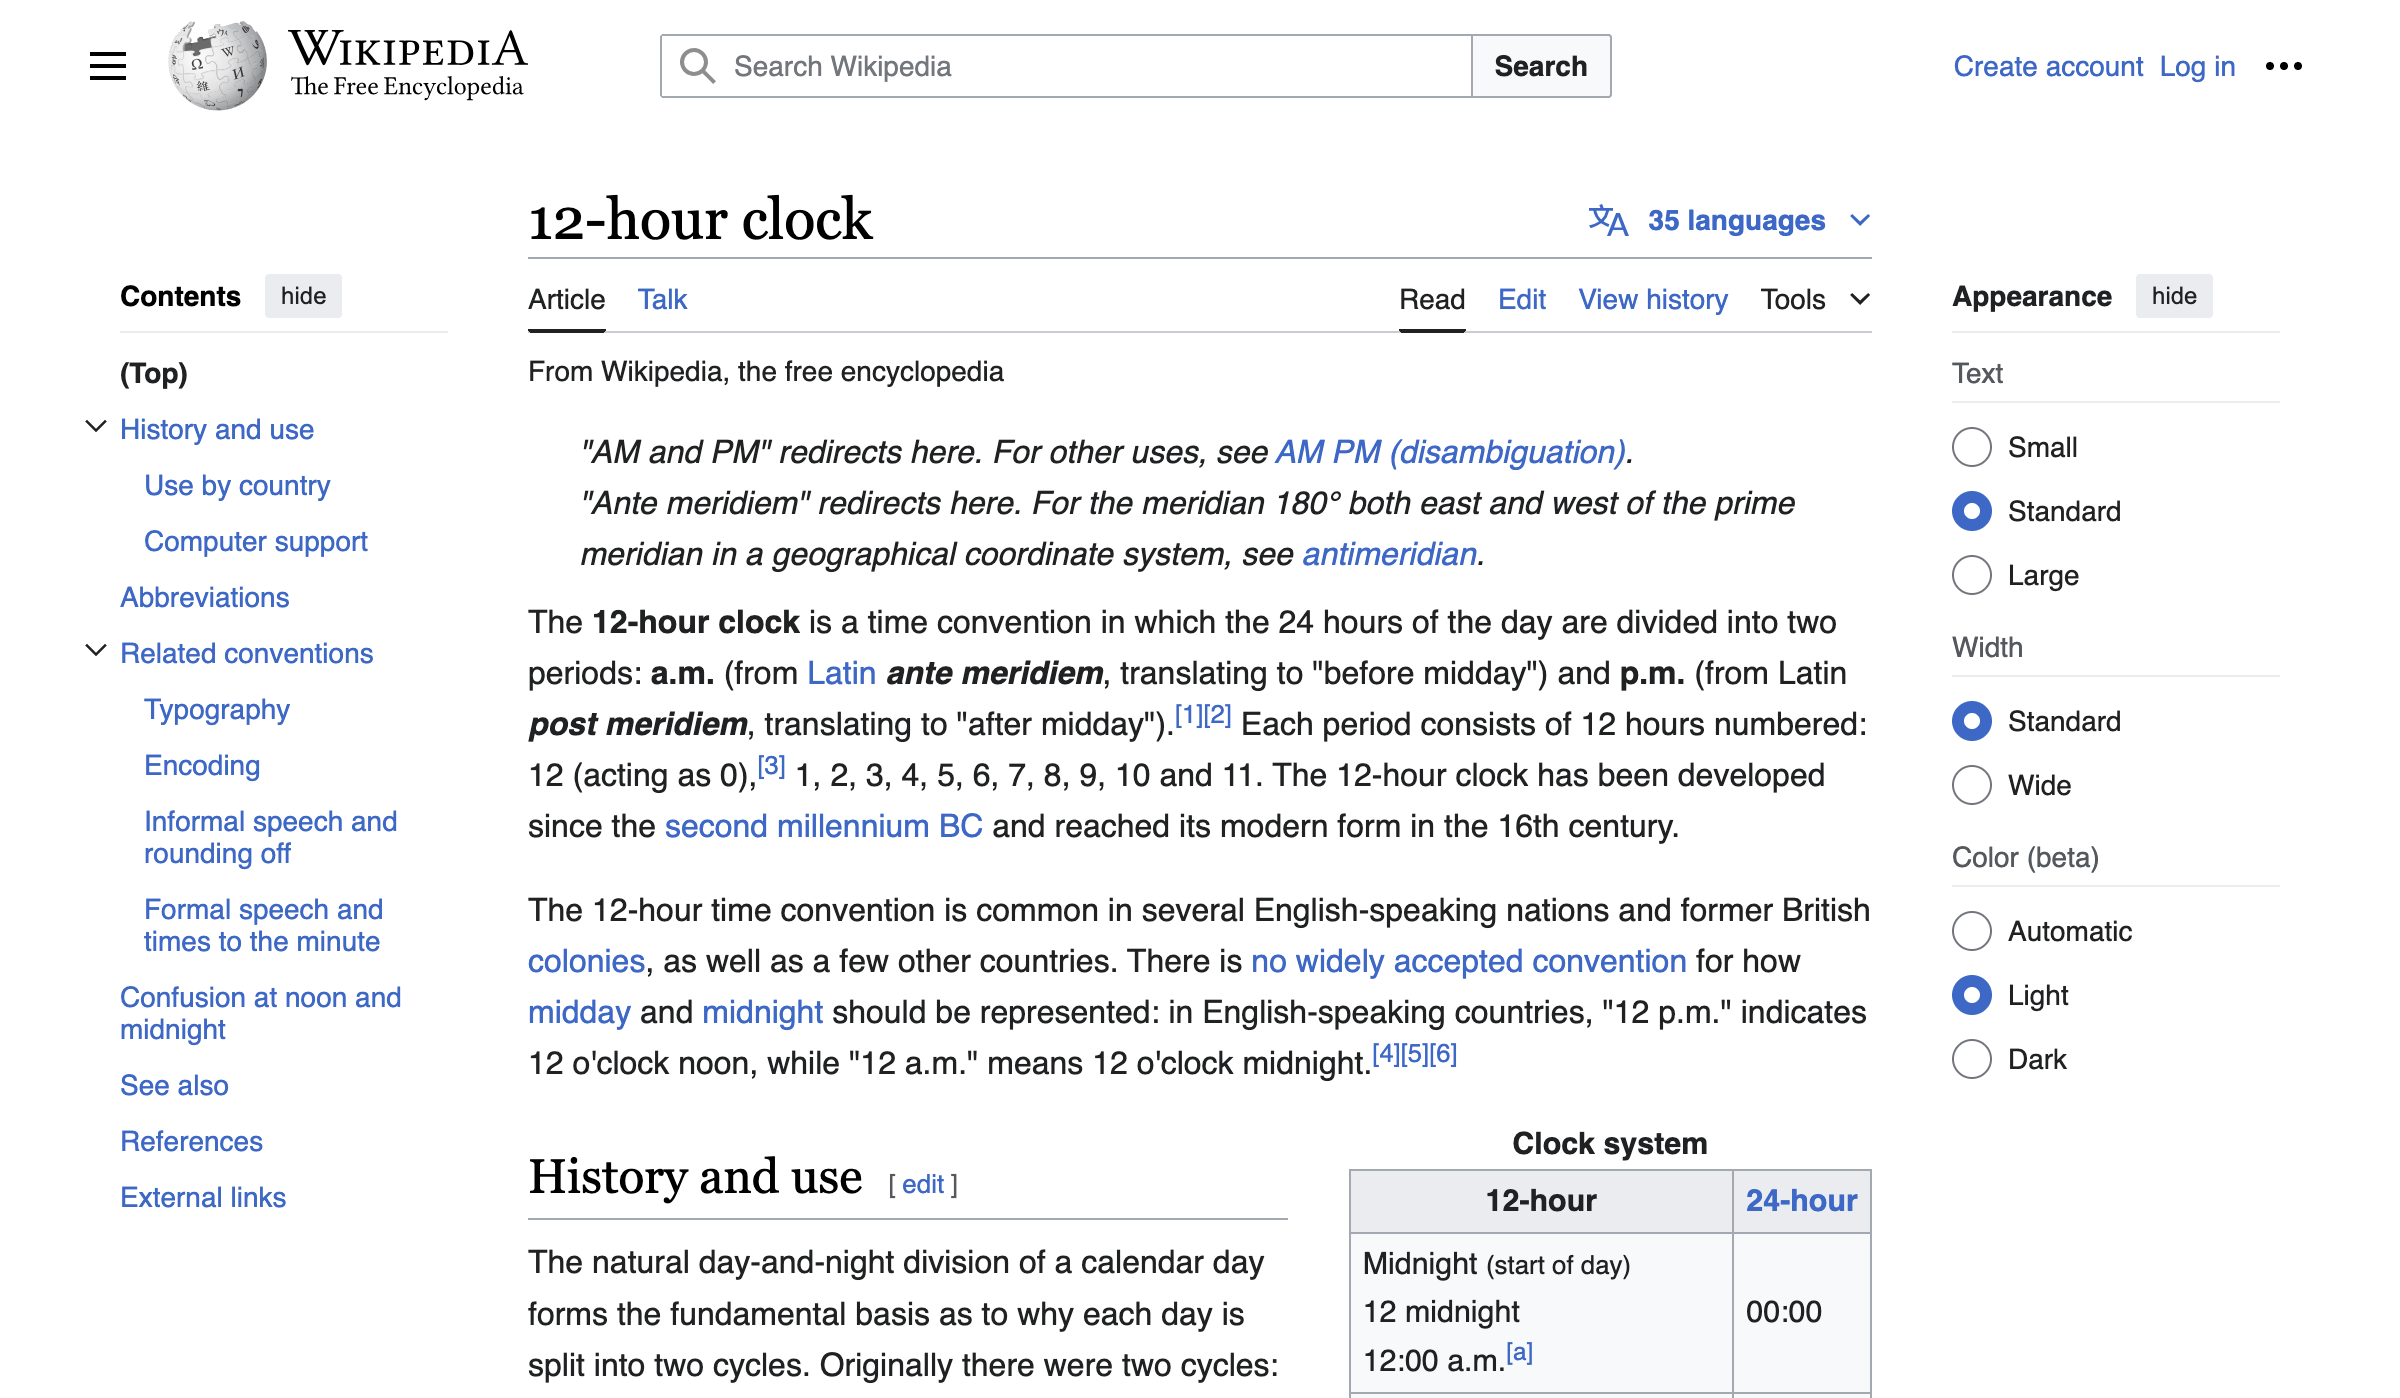 WIKIPEDIA
The Free Encyclopedia
Search Wikipedia
Search
Create account
Log in
12-hour clock
35 languages
Contents
hide
(Top)
History and use
Use by country
Computer support
Abbreviations
Related conventions
Typography
Encoding
Informal speech and
rounding off
Formal speech and
times to the minute
Confusion at noon and
midnight
See also
References
External links
Article
Talk
Read
Edit
View history
Tools
From Wikipedia, the free encyclopedia
"AM and PM" redirects here. For other uses, see AM PM (disambiguation).
"Ante meridiem" redirects here. For the meridian 180° both east and west of the prime
meridian in a geographical coordinate system, see antimeridian.
The 12-hour clock is a time convention in which the 24 hours of the day are divided into two
periods: a.m. (from Latin ante meridiem, translating to "before midday") and p.m. (from Latin
post meridiem, translating to "after midday").[1][2] Each period consists of 12 hours numbered:
12 (acting as 0),[3] 1, 2, 3, 4, 5, 6, 7, 8, 9, 10 and 11. The 12-hour clock has been developed
since the second millennium BC and reached its modern form in the 16th century.
The 12-hour time convention is common in several English-speaking nations and former British
colonies, as well as a few other countries. There is no widely accepted convention for how
midday and midnight should be represented: in English-speaking countries, "12 p.m." indicates
12 o'clock noon, while "12 a.m." means 12 o'clock midnight.[4][5][6]
History and use [ edit ]
The natural day-and-night division of a calendar day
forms the fundamental basis as to why each day is
split into two cycles. Originally there were two cycles:
Clock system
12-hour
24-hour
Midnight (start of day)
12 midnight
12:00 a.m.[a]
00:00
Appearance
hide
Text
Small
Standard
Large
Width
Standard
Wide
Color (beta)
Automatic
Light
Dark